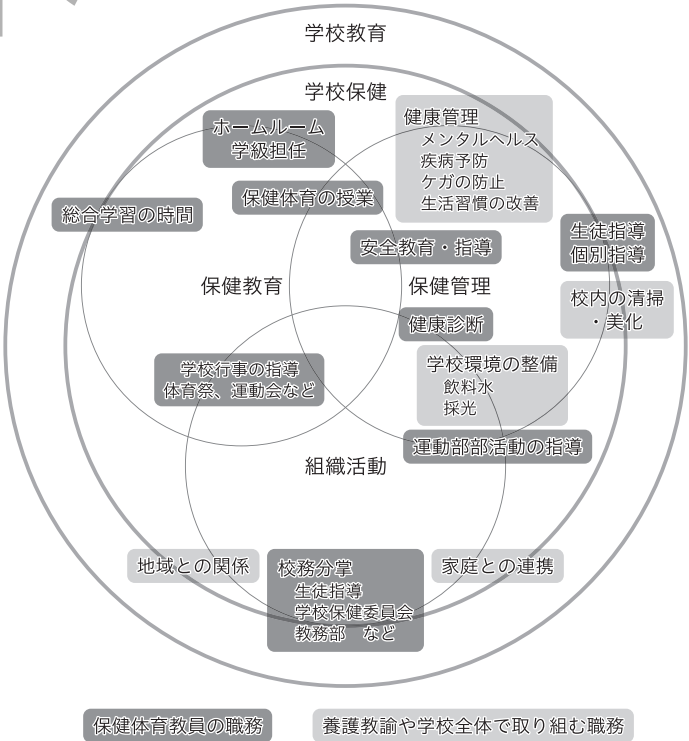 学校教育
学校保健
ホームルーム
学級担任
健康管理
メンタルヘルス
疾病予防
ケガの防止
生活習慣の改善
保健体育の授業
総合学習の時間
生徒指導
個別指導
安全教育・指導
保健教育
保健管理
校内の清掃
・美化
健康診断
学校行事の指導
体育祭、運動会など
学校環境の整備
飲料水
採光
運動部部活動の指導
組織活動
地域との関係
校務分掌
生徒指導
学校保健委員会
教務部　など
家庭との連携
保健体育教員の職務
養護教諭や学校全体で取り組む職務